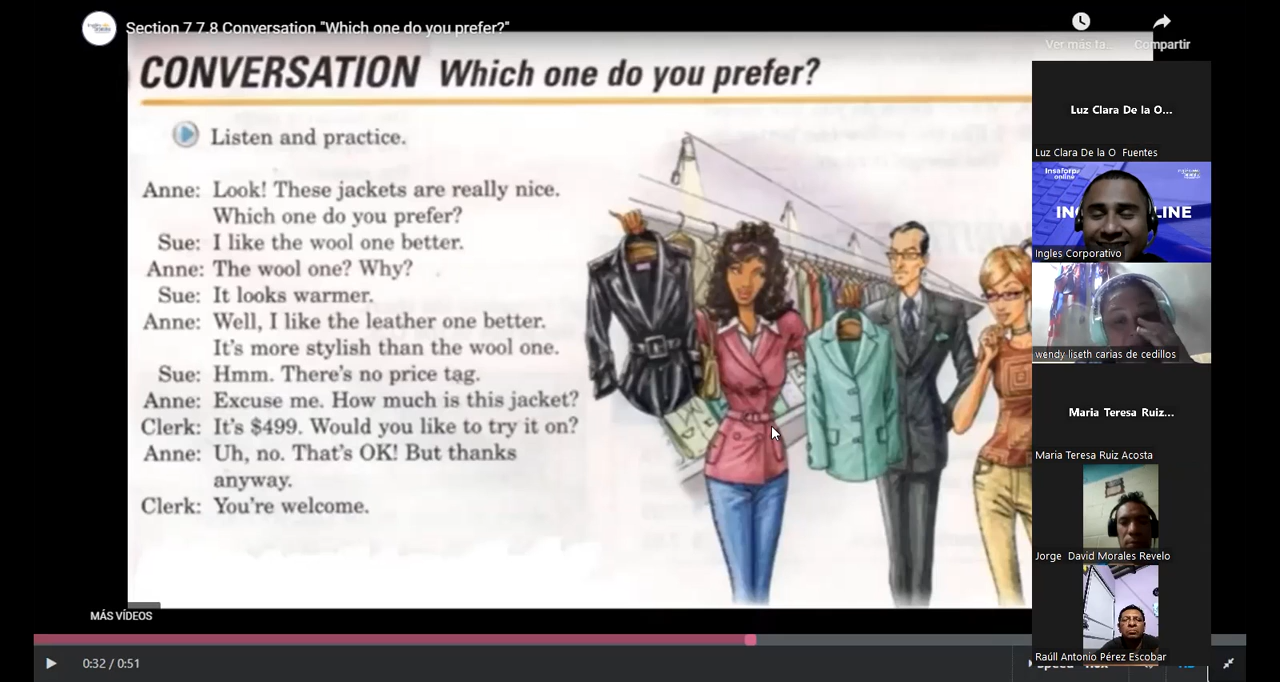 Section 7 7.8 Conversation "Which one do you prefer?"
Ver más ta...
Compartir
CONVERSATION Which one do you prefer?
Listen and practice.
Anne: Look! These jackets are really nice.
Which one do you prefer?
Sue: I like the wool one better.
Anne: The wool one? Why?
Sue: It looks warmer.
Anne: Well, I like the leather one better.
It's more stylish than the wool one.
Sue: Hmm. There's no price tag.
Anne: Excuse me. How much is this jacket?
Clerk: It's $499. Would you like to try it on?
Anne: Uh, no. That's OK! But thanks
anyway.
Clerk: You're welcome.
MÁS VÍDEOS
0:32 / 0:51
Luz Clara De la O...
Luz Clara De la O Fuentes
Insaforp
online
LINE
Ingles Corporativo
wendy liseth carias de cedillos
Maria Teresa Ruiz...
Maria Teresa Ruiz Acosta
Jorge David Morales Revelo
Raúll Antonio Pérez Escobar